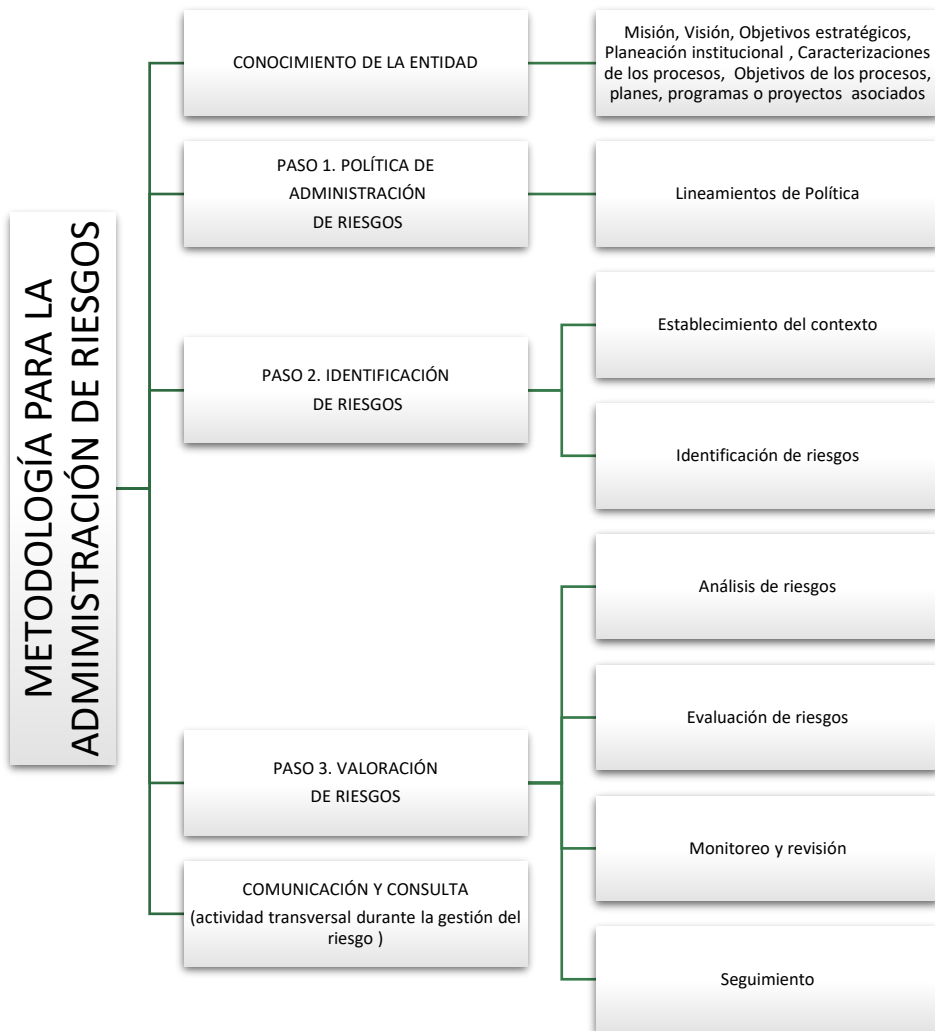 METODOLOGÍA PARA LA
ADMIMISTRACIÓN DE RIESGOS
CONOCIMIENTO DE LA ENTIDAD
Misión, Visión, Objetivos estratégicos,
Planeación institucional , Caracterizaciones
de los procesos, Objetivos de los procesos,
planes, programas o proyectos asociados
PASO 1. POLÍTICA DE
ADMINISTRACIÓN
DE RIESGOS
Lineamientos de Política
PASO 2. IDENTIFICACIÓN
DE RIESGOS
Establecimiento del contexto
Identificación de riesgos
PASO 3. VALORACIÓN
DE RIESGOS
Análisis de riesgos
Evaluación de riesgos
Monitoreo y revisión
Seguimiento
COMUNICACIÓN Y CONSULTA
(actividad transversal durante la gestión del
riesgo )